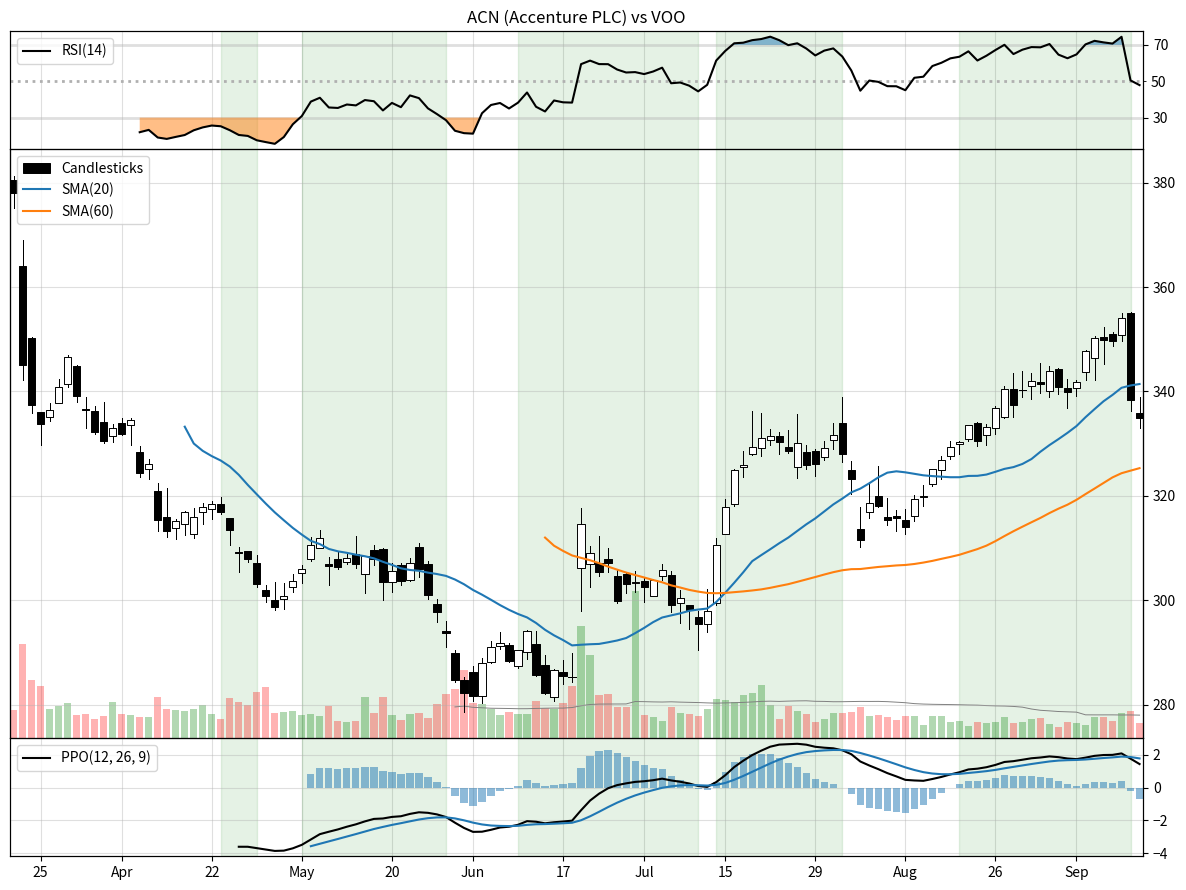 ACN (Accenture PLC) vs VOO
RSI(14)
70
50
30
Candlesticks
SMA(20)
SMA(60)
380
360
340
320
300
280
PPO(12, 26, 9)
2
0
−2
−4
25 Apr 22 May 20 Jun 17 Jul 15 29 Aug 26 Sep